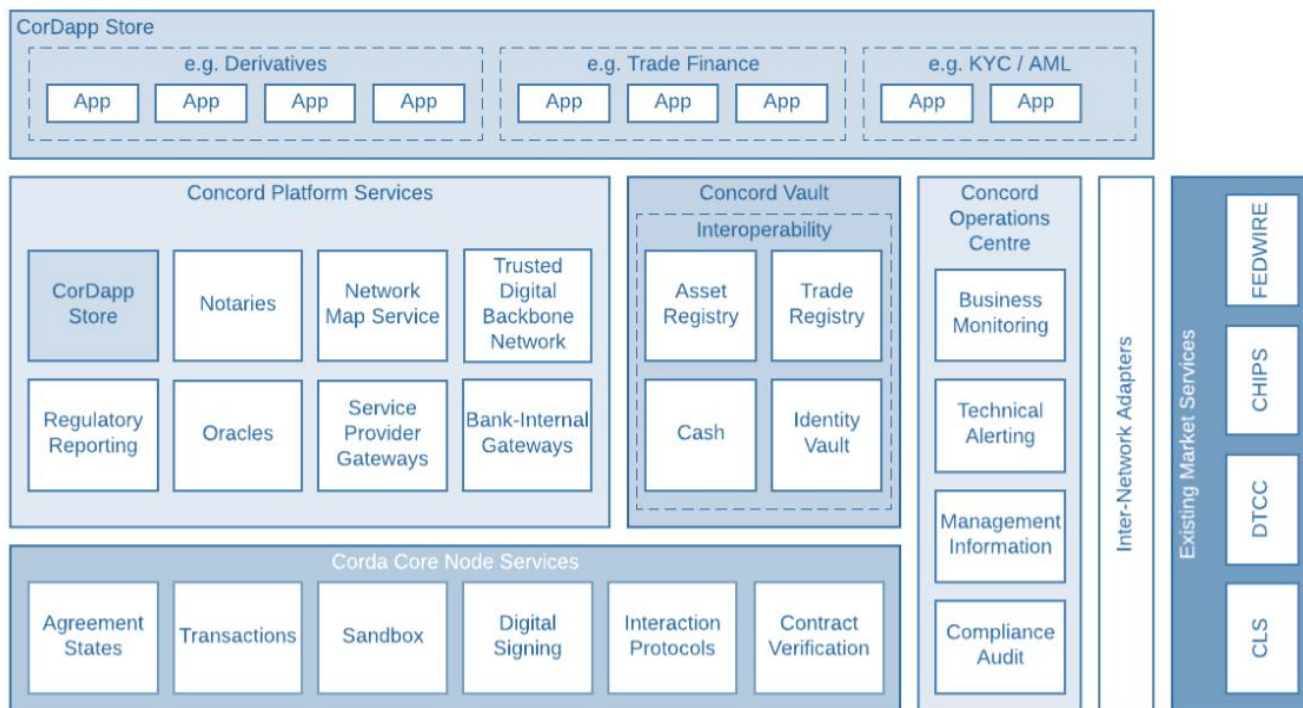 CorDapp Store
e.g. Derivatives
App
App
App
App
e.g. Trade Finance
App
App
App
e.g. KYC / AML
App
App
Concord Platform Services
CorDapp
Store
Notaries
Network
Map Service
Trusted
Digital
Backbone
Network
Regulatory
Reporting
Oracles
Service
Provider
Gateways
Bank-Internal
Gateways
Concord Vault
Interoperability
Asset
Registry
Trade
Registry
Cash
Identity
Vault
Corda Core Node Services
Agreement
States
Transactions
Sandbox
Digital
Signing
Interaction
Protocols
Contract
Verification
Concord
Operations
Centre
Business
Monitoring
Technical
Alerting
Management
Information
Compliance
Audit
Inter-Network Adapters
Existing Market Services
FEDWIRE
CHIPS
DTCC
CLS